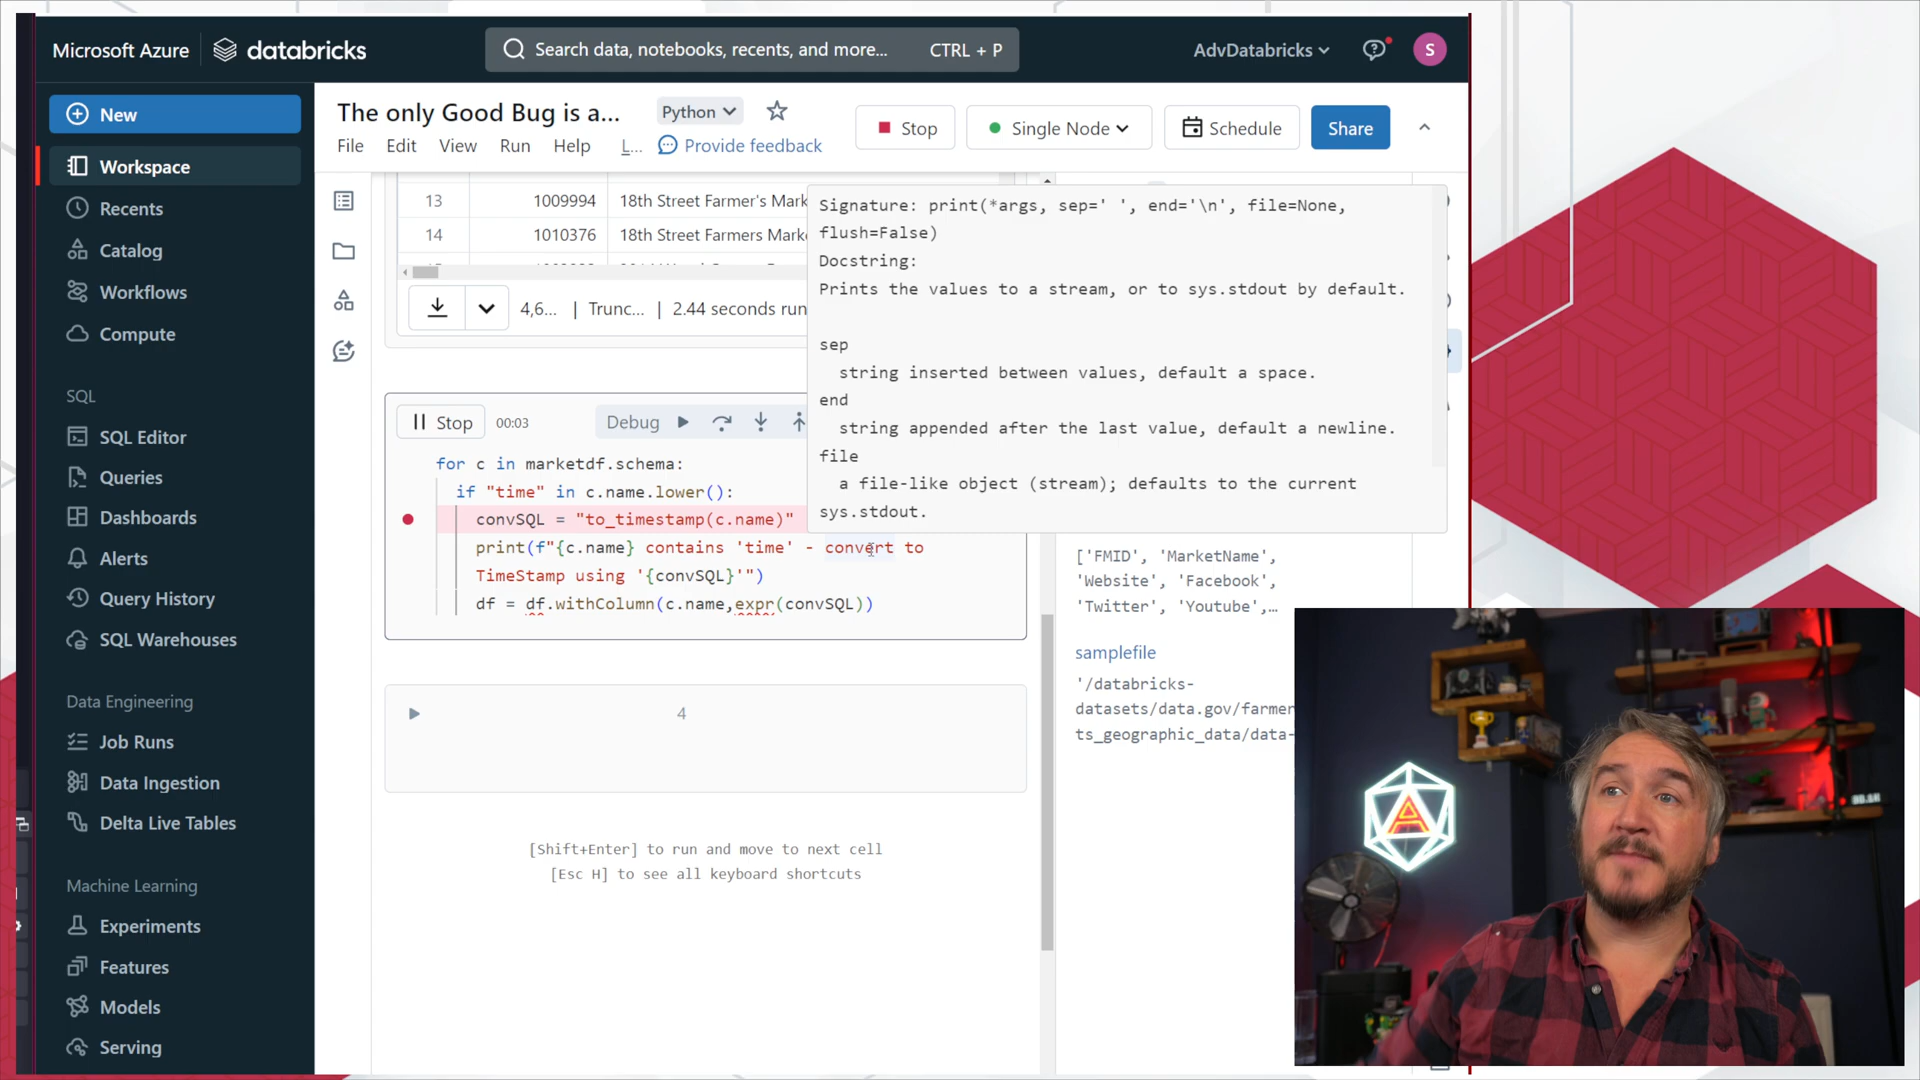 Microsoft Azure databricks
Search data, notebooks, recents, and more... CTRL + P
AdvDatabricks
S
New
Workspace
Recents
Catalog
Workflows
Compute
SQL
SQL Editor
Queries
Dashboards
Alerts
Query History
SQL Warehouses
Data Engineering
Job Runs
Data Ingestion
Delta Live Tables
Machine Learning
Experiments
Features
Models
Serving
The only Good Bug is a...
Python
File Edit View Run Help L...
Provide feedback
Stop
Single Node
Schedule
Share
13 1009994 18th Street Farmer's Mark
14 1010376 18th Street Farmers Marke
4,6... | Trunc... | 2.44 seconds run
Signature: print(*args, sep=' ', end='\n', file=None,
flush=False)
Docstring:
Prints the values to a stream, or to sys.stdout by default.
sep
string inserted between values, default a space.
end
string appended after the last value, default a newline.
file
a file-like object (stream); defaults to the current
sys.stdout.
Stop 00:03 Debug
for c in marketdf.schema:
if "time" in c.name.lower():
convSQL = "to_timestamp(c.name)"
print(f"{c.name} contains 'time' - convert to
TimeStamp using '{convSQL}'")
df = df.withColumn(c.name,expr(convSQL))
4
[Shift+Enter] to run and move to next cell
[Esc H] to see all keyboard shortcuts
['FMID', 'MarketName',
'Website', 'Facebook',
'Twitter', 'Youtube',...
samplefile
'/databricks-
datasets/data.gov/farmer
ts_geographic_data/data-
A